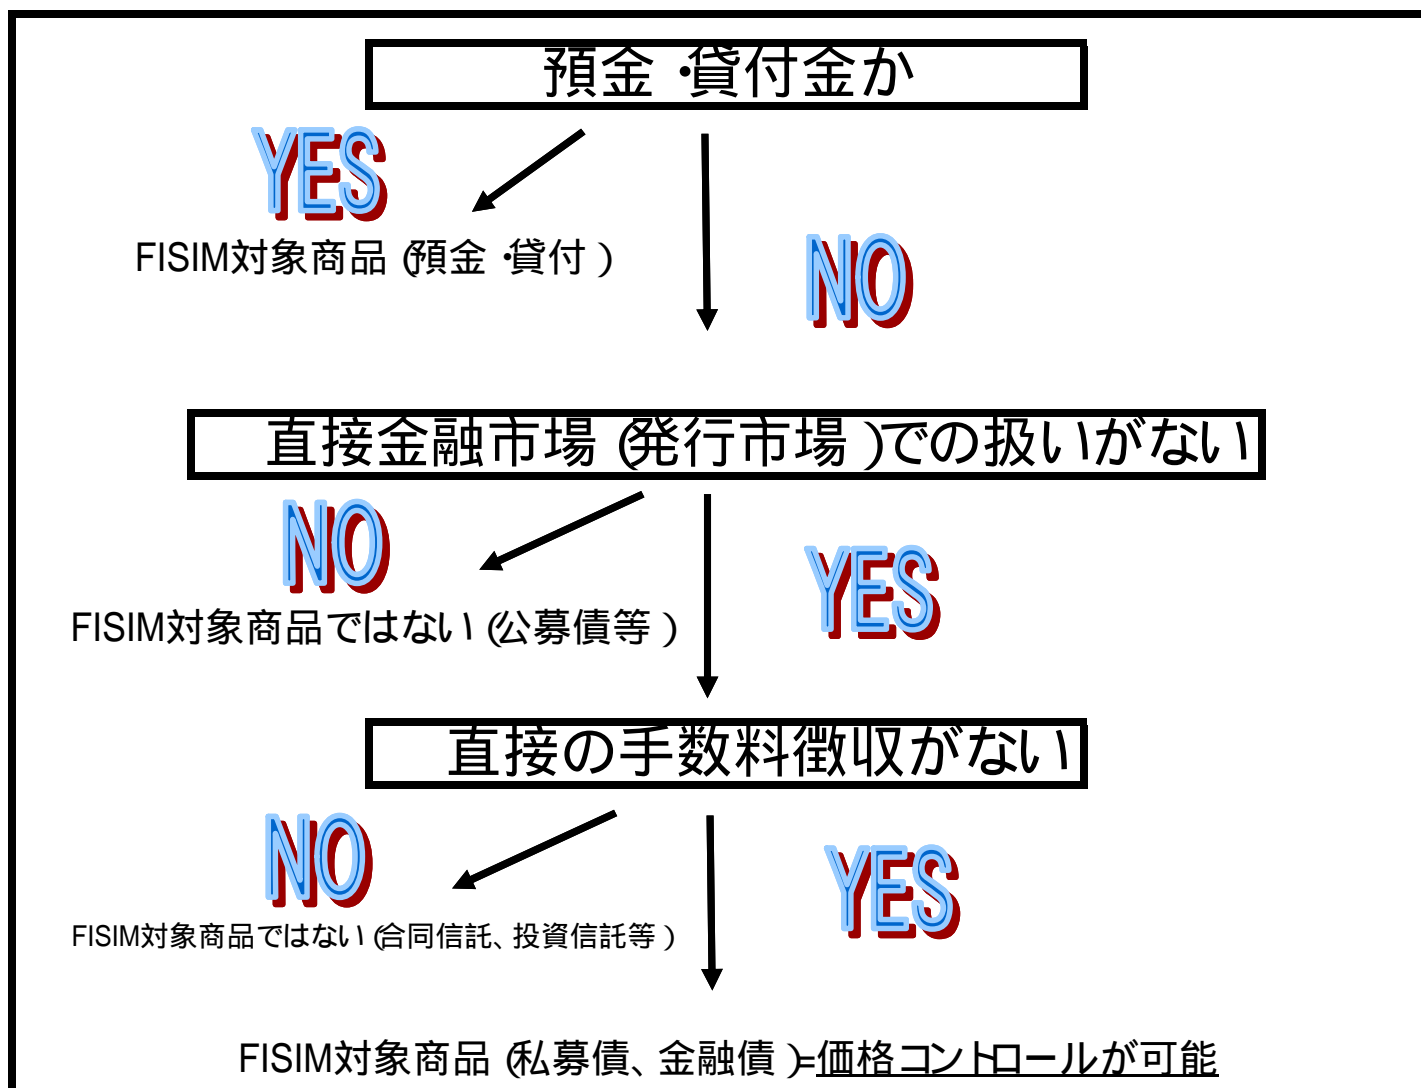 預金・貸付金か
YES
FISIM対象商品(預金・貸付)
NO
直接金融市場(発行市場)での扱いがない
NO
YES
FISIM対象商品ではない(公募債等)
直接の手数料徴収がない
NO
YES
FISIM対象商品ではない(合同信託、投資信託等)
FISIM対象商品(私募債、金融債)=価格コントロールが可能